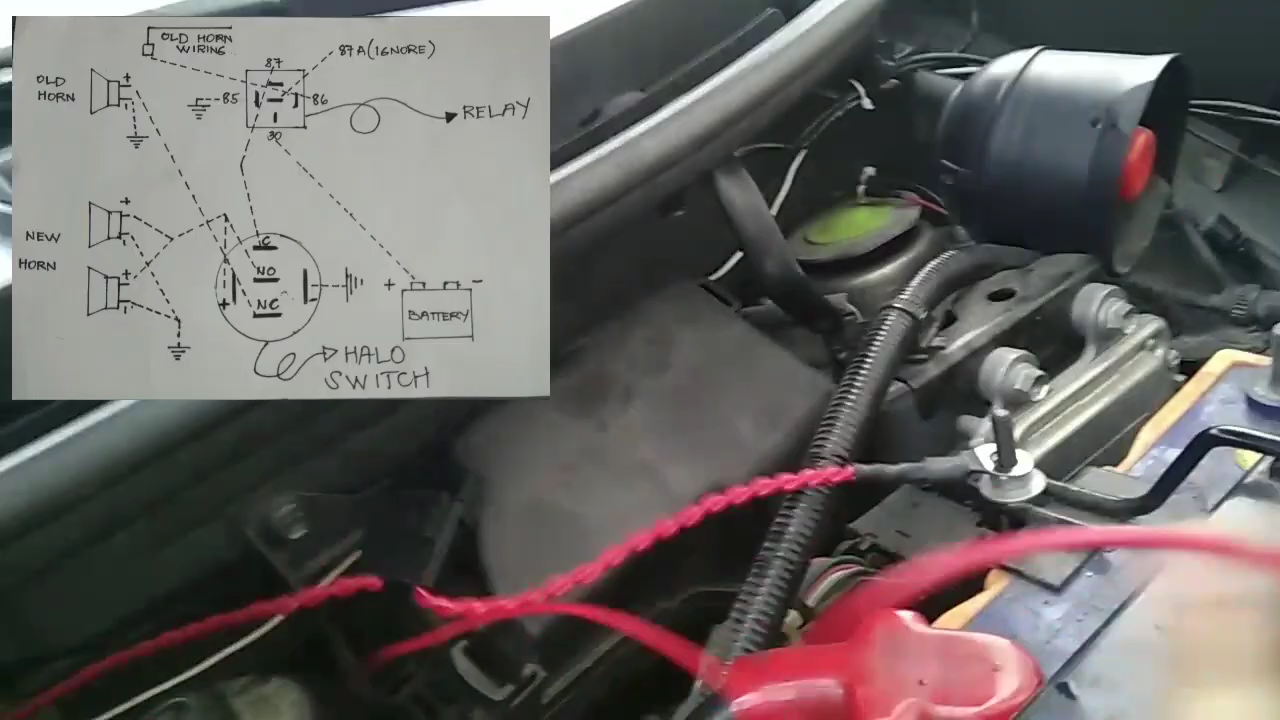 OLD HORN
WIRING
87A (IGNORE)
87
OLD
HORN
+
-
85
86
RELAY
30
+
-
NEW
HORN
+
-
C
NO
NC
+
-
+
-
BATTERY
HALO
SWITCH